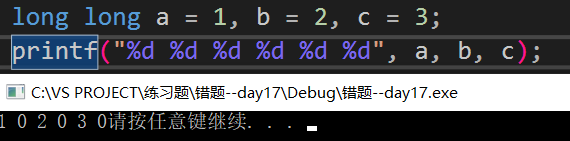 long long a = 1, b = 2, c = 3;
printf("%d %d %d %d %d %d", a, b, c);
C:\VS PROJECT\练习题\错题--day17\Debug\错题--day17.exe
1 0 2 0 3 0请按任意键继续. . .